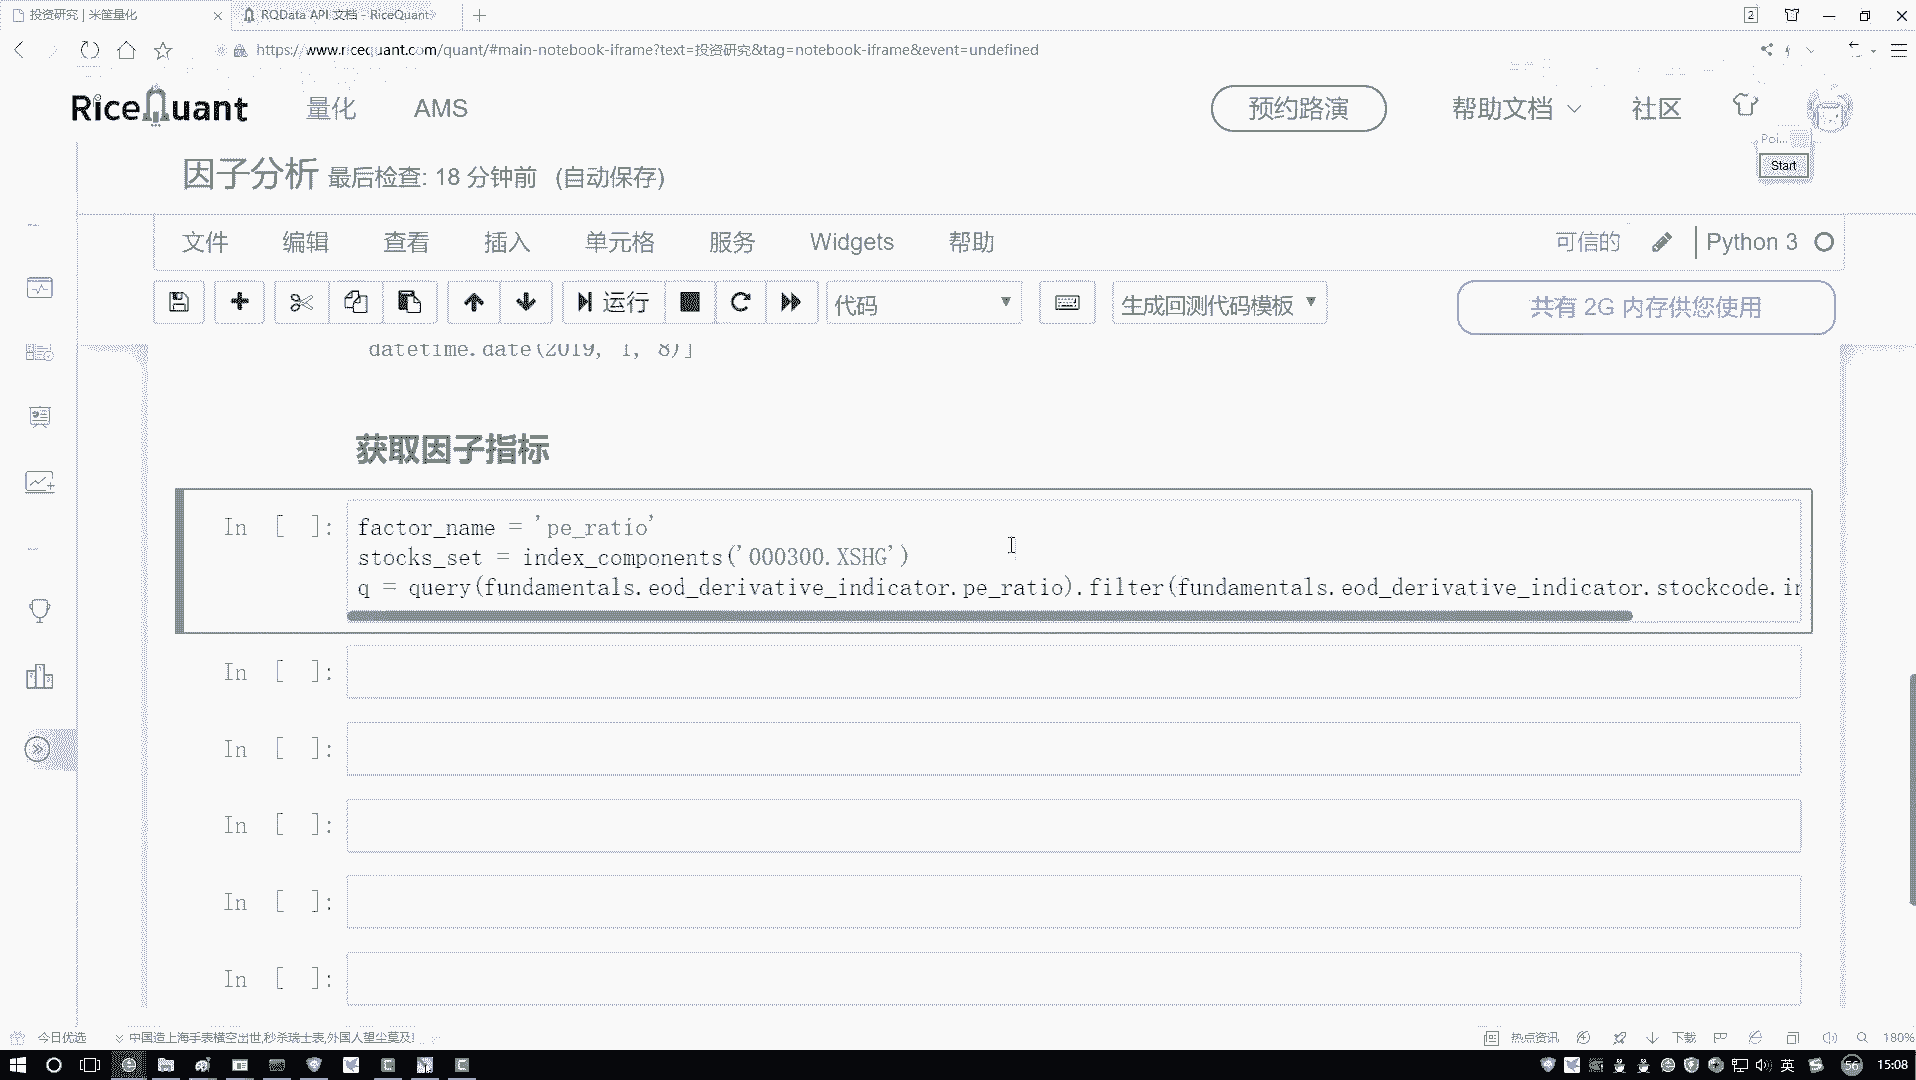 投资研究 | 米筐量化
RQData API 文档 - RiceQuant
2
https://www.ricequant.com/quant/#main-notebook-iframe?text=投资研究&tag=notebook-iframe&event=undefined
RiceQuant 量化 AMS 预约路演 帮助文档 社区
Poi...
Start
因子分析 最后检查: 18 分钟前 (自动保存)
文件 编辑 查看 插入 单元格 服务 Widgets 帮助 可信的 Python 3
运行 代码 生成回测代码模板 共有 2G 内存供您使用
datetime.date(2019, 1, 8)]
获取因子指标
In [ ]:
factor_name = 'pe_ratio'
stocks_set = index_components('000300.XSHG')
q = query(fundamentals.eod_derivative_indicator.pe_ratio).filter(fundamentals.eod_derivative_indicator.stockcode.in
In [ ]:
In [ ]:
In [ ]:
In [ ]:
In [ ]:
今日优选 中国造上海手表横空出世,秒杀瑞士表,外国人望尘莫及! 热点资讯 下载 180%
英 56 15:08